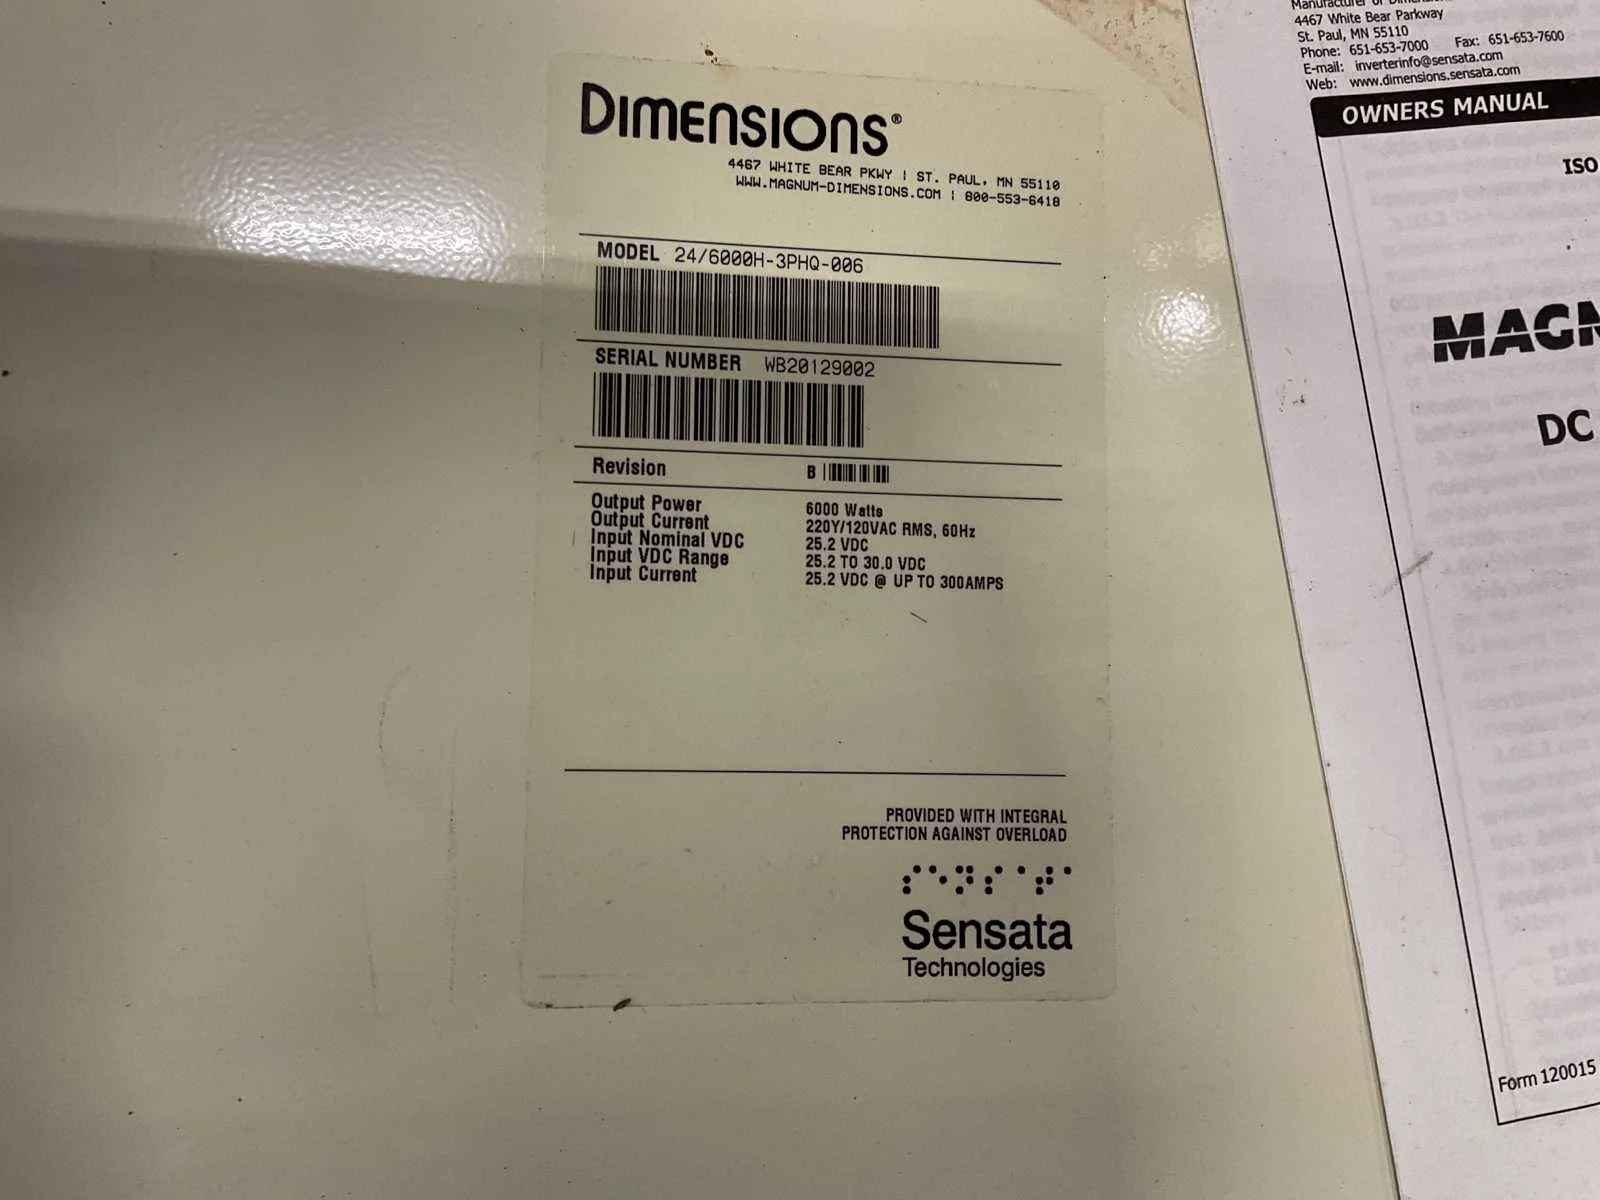 DIMENSIONS®
4467 WHITE BEAR PKWY | ST. PAUL, MN 55110
WWW.MAGNUM-DIMENSIONS.COM | 800-553-6418
MODEL 24/6000H-3PHQ-006
SERIAL NUMBER WB20129002
Revision B
Output Power 6000 Watts
Output Current 220Y/120VAC RMS, 60Hz
Input Nominal VDC 25.2 VDC
Input VDC Range 25.2 TO 30.0 VDC
Input Current 25.2 VDC @ UP TO 300AMPS
PROVIDED WITH INTEGRAL
PROTECTION AGAINST OVERLOAD
Sensata
Technologies
Manufacturer of
4467 White Bear Parkway
St. Paul, MN 55110
Phone: 651-653-7000 Fax: 651-653-7600
E-mail: inverterinfo@sensata.com
Web: www.dimensions.sensata.com
OWNERS MANUAL
ISO
MAGN
DC
Form 120015